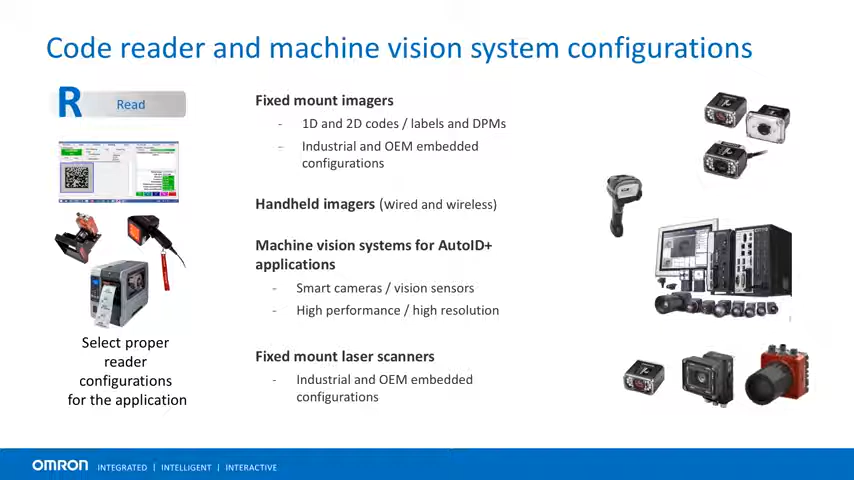 Code reader and machine vision system configurations
R
Read
Select proper
reader
configurations
for the application
Fixed mount imagers
- 1D and 2D codes / labels and DPMs
- Industrial and OEM embedded
configurations
Handheld imagers (wired and wireless)
Machine vision systems for AutoID+
applications
- Smart cameras / vision sensors
- High performance / high resolution
Fixed mount laser scanners
- Industrial and OEM embedded
configurations
OMRON INTEGRATED | INTELLIGENT | INTERACTIVE